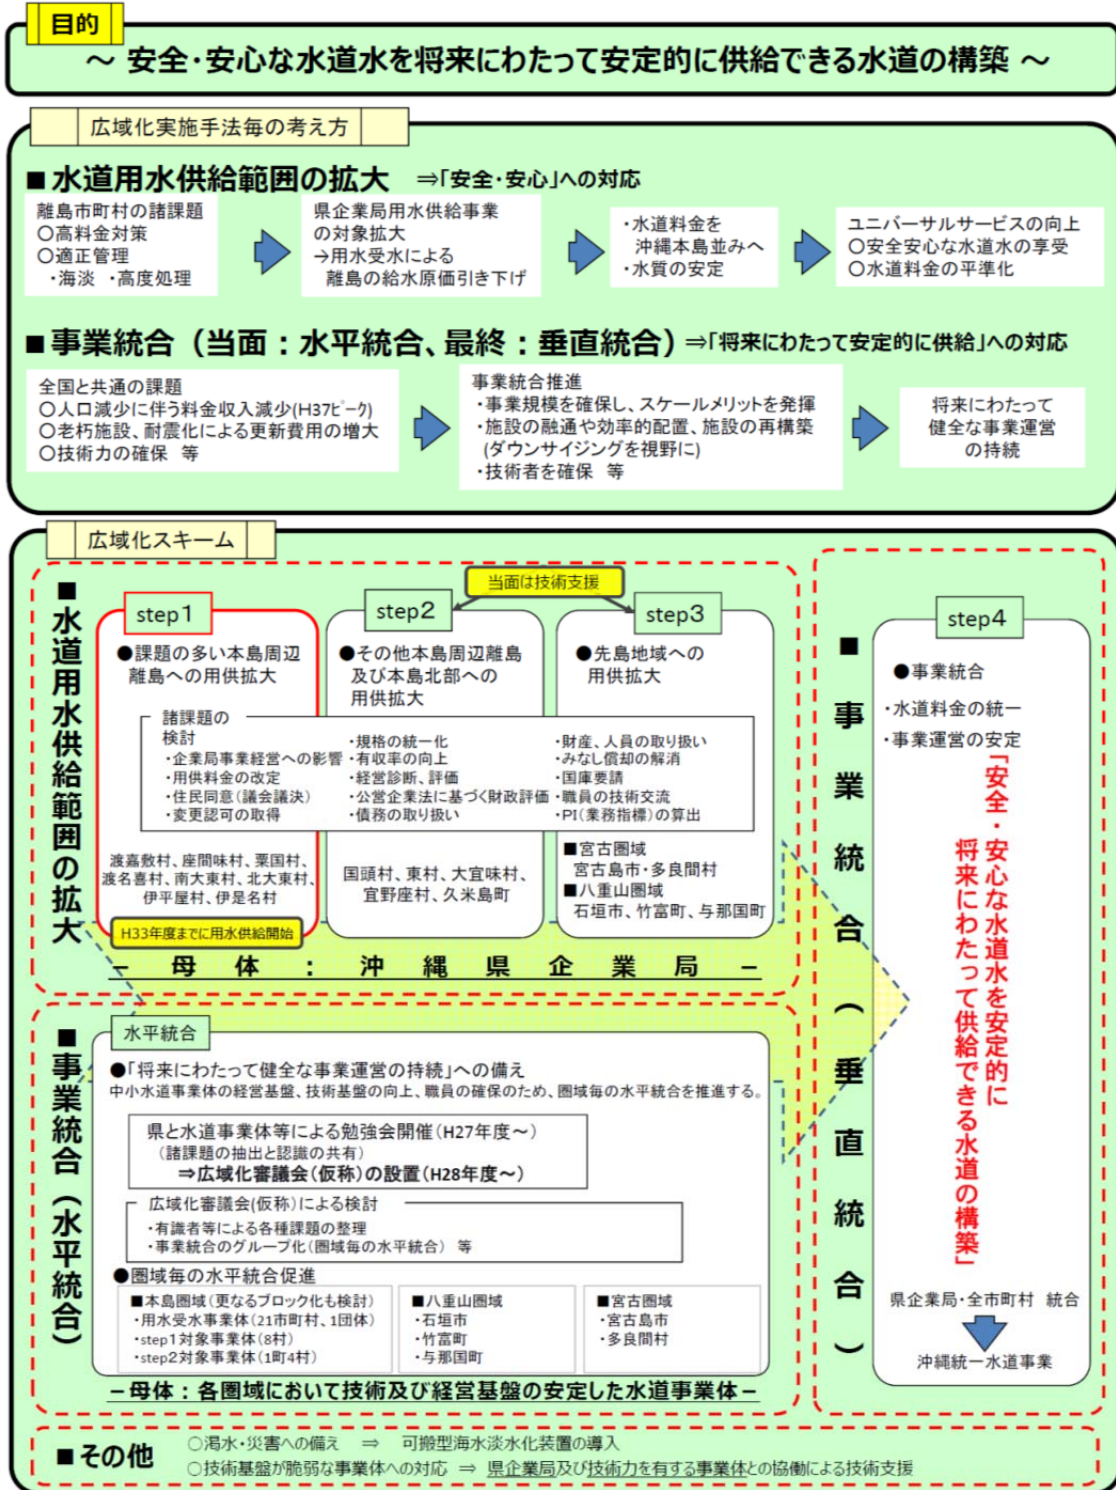 目的
～ 安全・安心な水道水を将来にわたって安定的に供給できる水道の構築 ～
広域化実施手法毎の考え方
■水道用水供給範囲の拡大 ⇒「安全・安心」への対応
離島市町村の諸課題
○高料金対策
○適正管理
・海淡 ・高度処理
県企業局用水供給事業
の対象拡大
→用水受水による
離島の給水原価引き下げ
・水道料金を
沖縄本島並みへ
・水質の安定
ユニバーサルサービスの向上
○安全安心な水道水の享受
○水道料金の平準化
■事業統合（当面：水平統合、最終：垂直統合）⇒「将来にわたって安定的に供給」への対応
全国と共通の課題
○人口減少に伴う料金収入減少(H37ﾋﾟｰｸ)
○老朽施設、耐震化による更新費用の増大
○技術力の確保 等
事業統合推進
・事業規模を確保し、スケールメリットを発揮
・施設の融通や効率的配置、施設の再構築
(ダウンサイジングを視野に)
・技術者を確保 等
将来にわたって
健全な事業運営
の持続
広域化スキーム
■水道用水供給範囲の拡大
当面は技術支援
step1
●課題の多い本島周辺
離島への用供拡大
step2
●その他本島周辺離島
及び本島北部への
用供拡大
step3
●先島地域への
用供拡大
諸課題の
検討
・企業局事業経営への影響
・用供料金の改定
・住民同意（議会議決）
・変更認可の取得
・規格の統一化
・有収率の向上
・経営診断、評価
・公営企業法に基づく財政評価
・債務の取り扱い
・財産、人員の取り扱い
・みなし償却の解消
・国庫要請
・職員の技術交流
・PI(業務指標)の算出
渡嘉敷村、座間味村、粟国村、
渡名喜村、南大東村、北大東村、
伊平屋村、伊是名村
H33年度までに用水供給開始
国頭村、東村、大宜味村、
宜野座村、久米島町
■宮古圏域
宮古島市・多良間村
■八重山圏域
石垣市、竹富町、与那国町
－ 母 体 ： 沖 縄 県 企 業 局 －
■事業統合（水平統合）
水平統合
●「将来にわたって健全な事業運営の持続」への備え
中小水道事業体の経営基盤、技術基盤の向上、職員の確保のため、圏域毎の水平統合を推進する。
県と水道事業体等による勉強会開催(H27年度～)
（諸課題の抽出と認識の共有）
⇒広域化審議会(仮称)の設置(H28年度～)
広域化審議会(仮称)による検討
・有識者等による各種課題の整理
・事業統合のグループ化（圏域毎の水平統合） 等
●圏域毎の水平統合促進
■本島圏域（更なるブロック化も検討）
・用水受水事業体（21市町村、1団体）
・step1対象事業体（8村）
・step2対象事業体（1町4村）
■八重山圏域
・石垣市
・竹富町
・与那国町
■宮古圏域
・宮古島市
・多良間村
－母体：各圏域において技術及び経営基盤の安定した水道事業体－
■事業統合（垂直統合）
step4
●事業統合
・水道料金の統一
・事業運営の安定
「安全・安心な水道水を安定的に
将来にわたって供給できる水道の構築」
県企業局・全市町村 統合
沖縄統一水道事業
■その他
○渇水・災害への備え ⇒ 可搬型海水淡水化装置の導入
○技術基盤が脆弱な事業体への対応 ⇒ 県企業局及び技術力を有する事業体との協働による技術支援